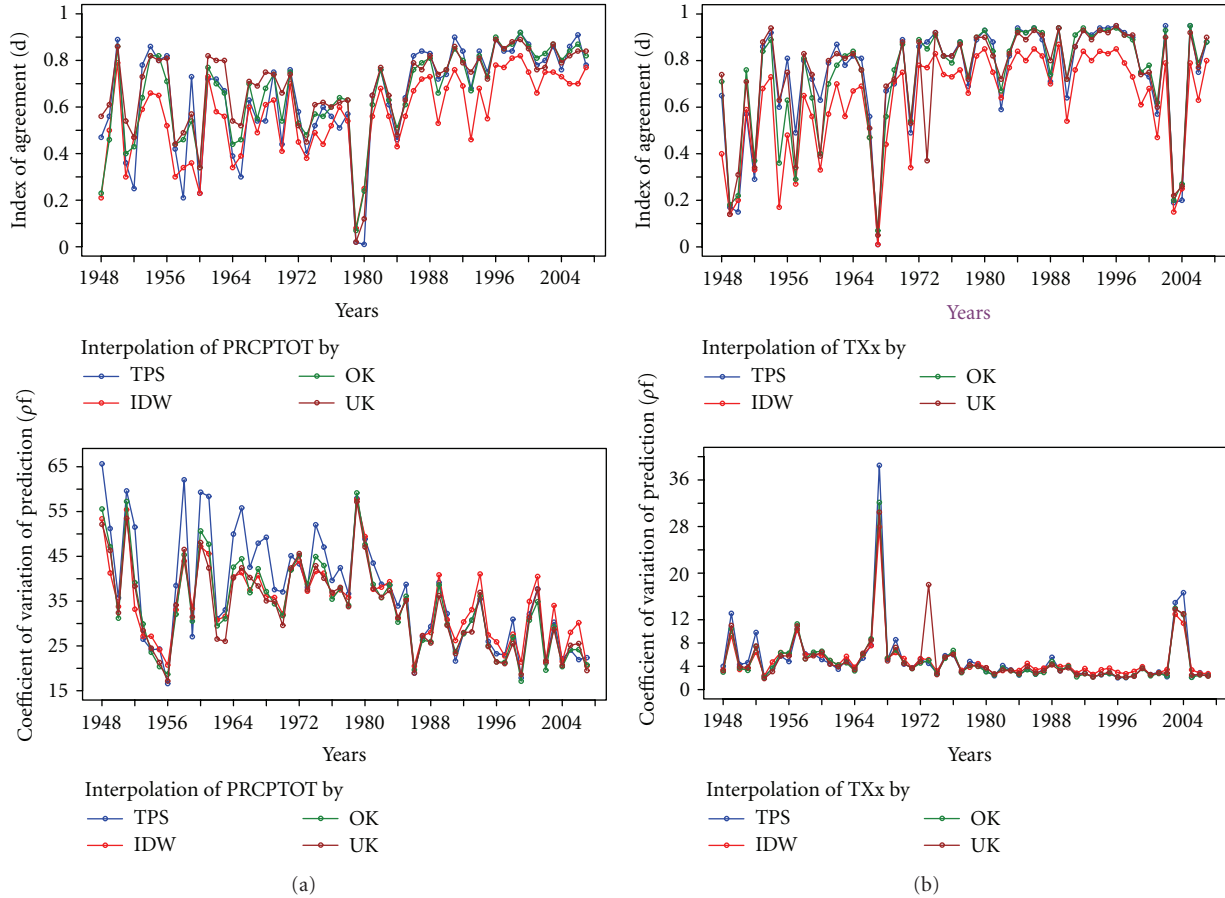 Index of agreement (d)
1
0.8
0.6
0.4
0.2
0
1948 1956 1964 1972 1980 1988 1996 2004
Years
Interpolation of PRCPTOT by
TPS OK
IDW UK
Coefficient of variation of prediction (ρf)
65
55
45
35
25
15
1948 1956 1964 1972 1980 1988 1996 2004
Years
Interpolation of PRCPTOT by
TPS OK
IDW UK
(a)
Index of agreement (d)
1
0.8
0.6
0.4
0.2
0
1948 1956 1964 1972 1980 1988 1996 2004
Years
Interpolation of TXx by
TPS OK
IDW UK
Coefficient of variation of prediction (ρf)
36
28
20
12
8
4
0
1948 1956 1964 1972 1980 1988 1996 2004
Years
Interpolation of TXx by
TPS OK
IDW UK
(b)